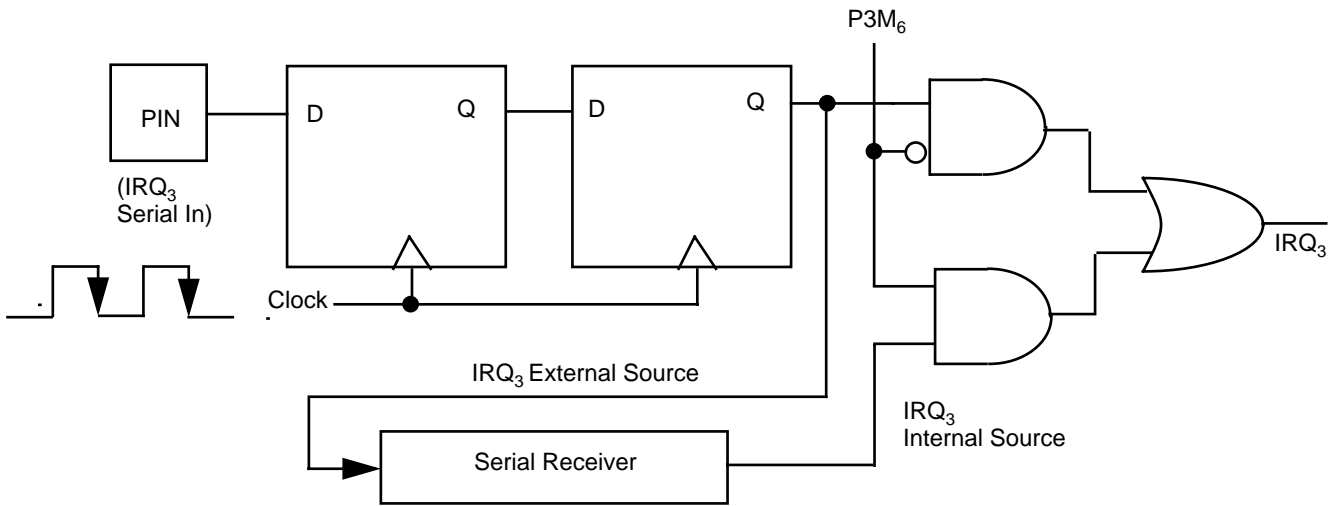 P3M₆
PIN
D
Q
D
Q
(IRQ₃
Serial In)
IRQ₃
Clock
IRQ₃ External Source
IRQ₃
Internal Source
Serial Receiver